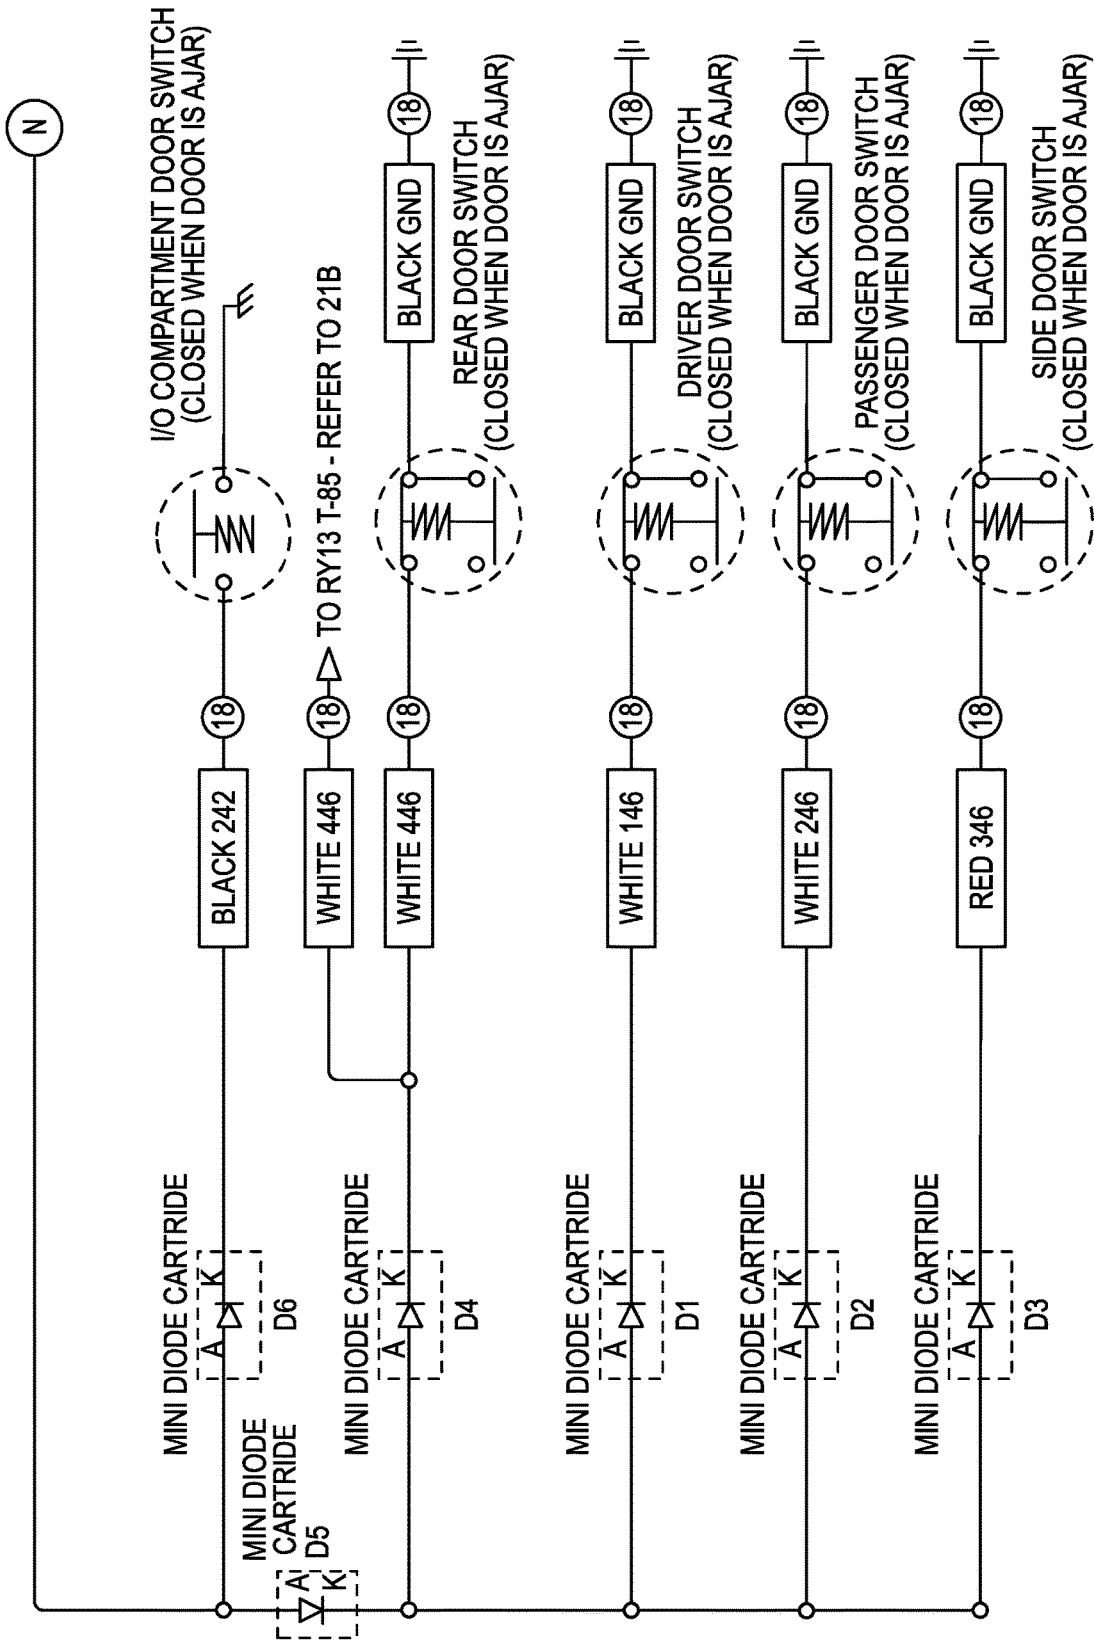 N
MINI DIODE CARTRIDE
I/O COMPARTMENT DOOR SWITCH
(CLOSED WHEN DOOR IS AJAR)
A K
BLACK 242
18
D6
MINI DIODE
CARTRIDE
D5
A
K
WHITE 446
18
TO RY13 T-85 - REFER TO 21B
MINI DIODE CARTRIDE
A K
D4
WHITE 446
18
BLACK GND
18
REAR DOOR SWITCH
(CLOSED WHEN DOOR IS AJAR)
MINI DIODE CARTRIDE
A K
D1
WHITE 146
18
BLACK GND
18
DRIVER DOOR SWITCH
(CLOSED WHEN DOOR IS AJAR)
MINI DIODE CARTRIDE
A K
D2
WHITE 246
18
BLACK GND
18
PASSENGER DOOR SWITCH
(CLOSED WHEN DOOR IS AJAR)
MINI DIODE CARTRIDE
A K
D3
RED 346
18
BLACK GND
18
SIDE DOOR SWITCH
(CLOSED WHEN DOOR IS AJAR)